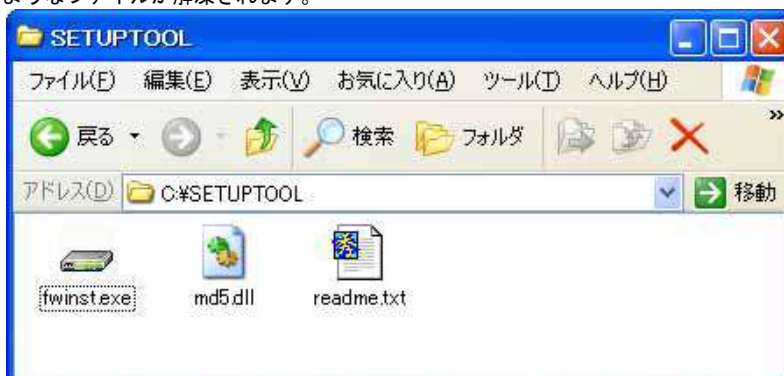 ようなファイルが解凍されます。
SETUPTOOL
ファイル(F) 編集(E) 表示(V) お気に入り(A) ツール(T) ヘルプ(H)
戻る 検索 フォルダ »
アドレス(D) C:¥SETUPTOOL 移動
fwinst.exe md5.dll readme.txt